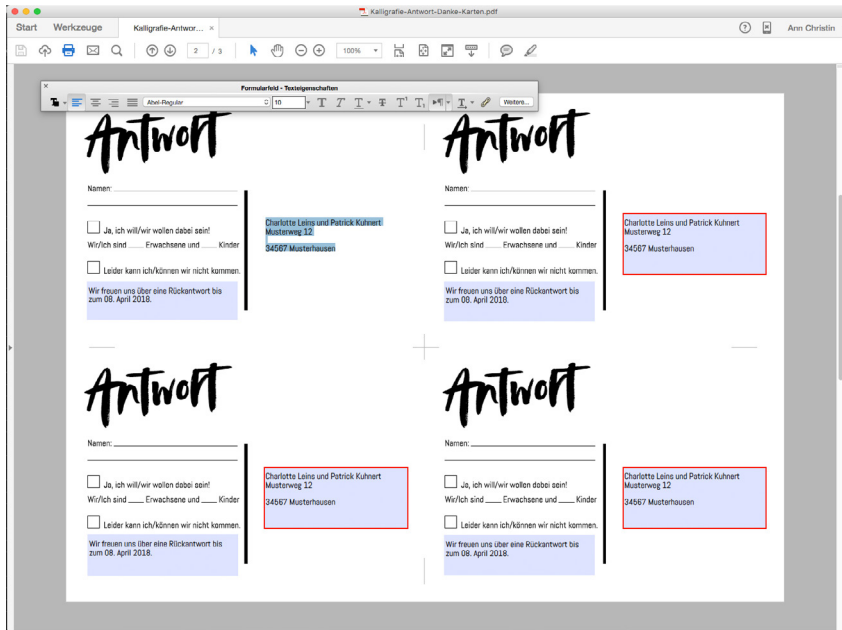 Kalligrafie-Antwort-Danke-Karten.pdf
Start Werkzeuge Kalligrafie-Antwor... × Ann Christin
2 / 3 100%
Formularfeld - Texteigenschaften
Abel-Regular 10 Weitere...
Antwort
Namen:
Ja, ich will/wir wollen dabei sein!
Wir/Ich sind ____ Erwachsene und ____ Kinder
Leider kann ich/können wir nicht kommen.
Wir freuen uns über eine Rückantwort bis
zum 08. April 2018.
Charlotte Leins und Patrick Kuhnert
Musterweg 12
34567 Musterhausen
Antwort
Namen:
Ja, ich will/wir wollen dabei sein!
Wir/Ich sind ____ Erwachsene und ____ Kinder
Leider kann ich/können wir nicht kommen.
Wir freuen uns über eine Rückantwort bis
zum 08. April 2018.
Charlotte Leins und Patrick Kuhnert
Musterweg 12
34567 Musterhausen
Antwort
Namen:
Ja, ich will/wir wollen dabei sein!
Wir/Ich sind ____ Erwachsene und ____ Kinder
Leider kann ich/können wir nicht kommen.
Wir freuen uns über eine Rückantwort bis
zum 08. April 2018.
Charlotte Leins und Patrick Kuhnert
Musterweg 12
34567 Musterhausen
Antwort
Namen:
Ja, ich will/wir wollen dabei sein!
Wir/Ich sind ____ Erwachsene und ____ Kinder
Leider kann ich/können wir nicht kommen.
Wir freuen uns über eine Rückantwort bis
zum 08. April 2018.
Charlotte Leins und Patrick Kuhnert
Musterweg 12
34567 Musterhausen